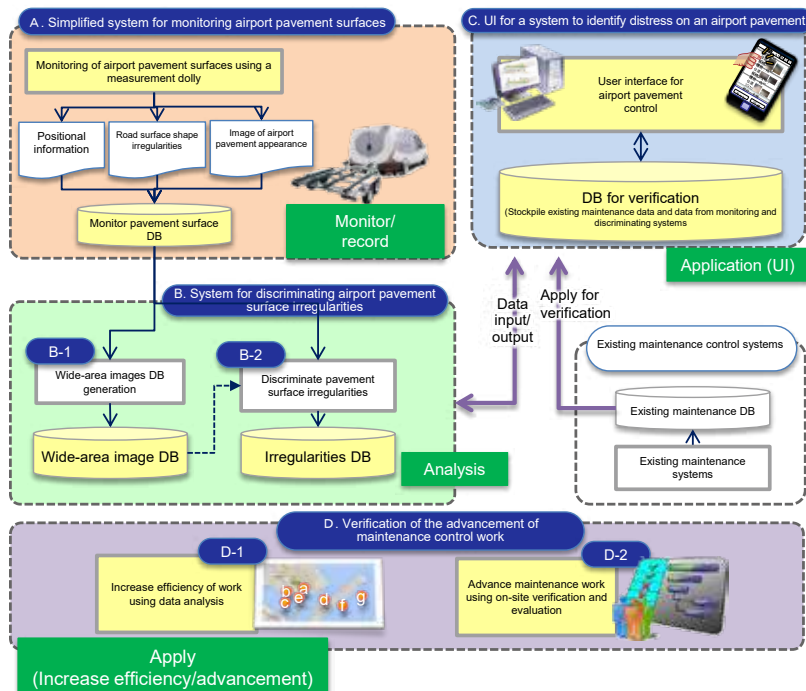 A . Simplified system for monitoring airport pavement surfaces
Monitoring of airport pavement surfaces using a
measurement dolly
Positional
information
Road surface shape
irregularities
Image of airport
pavement appearance
Monitor pavement surface
DB
Monitor/
record
C. UI for a system to identify distress on an airport pavement
User interface for
airport pavement
control
DB for verification
(Stockpile existing maintenance data and data from monitoring and
discriminating systems
Application (UI)
B. System for discriminating airport pavement
surface irregularities
B-1
Wide-area images DB
generation
Wide-area image DB
B-2
Discriminate pavement
surface irregularities
Irregularities DB
Analysis
Data
input/
output
Apply for
verification
Existing maintenance control systems
Existing maintenance DB
Existing maintenance
systems
D. Verification of the advancement of
maintenance control work
D-1
Increase efficiency of work
using data analysis
b a
c e d f g
D-2
Advance maintenance work
using on-site verification and
evaluation
Apply
(Increase efficiency/advancement)